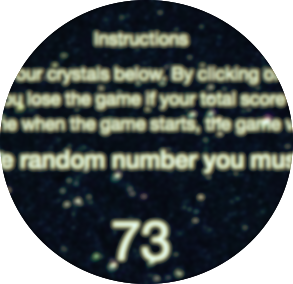 Instructions
our crystals below. By clicking
lose the game if your total score
when the game starts, the game
random number you mus
73